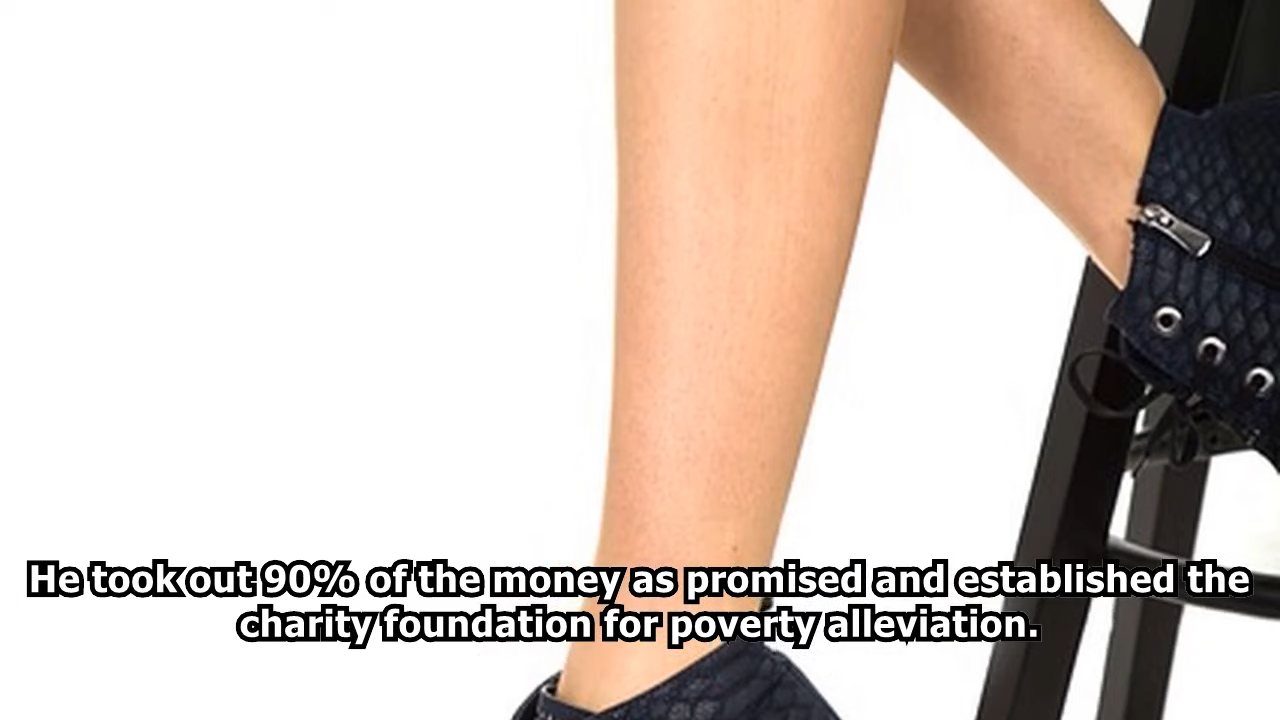 He took out 90% of the money as promised and established the
charity foundation for poverty alleviation.